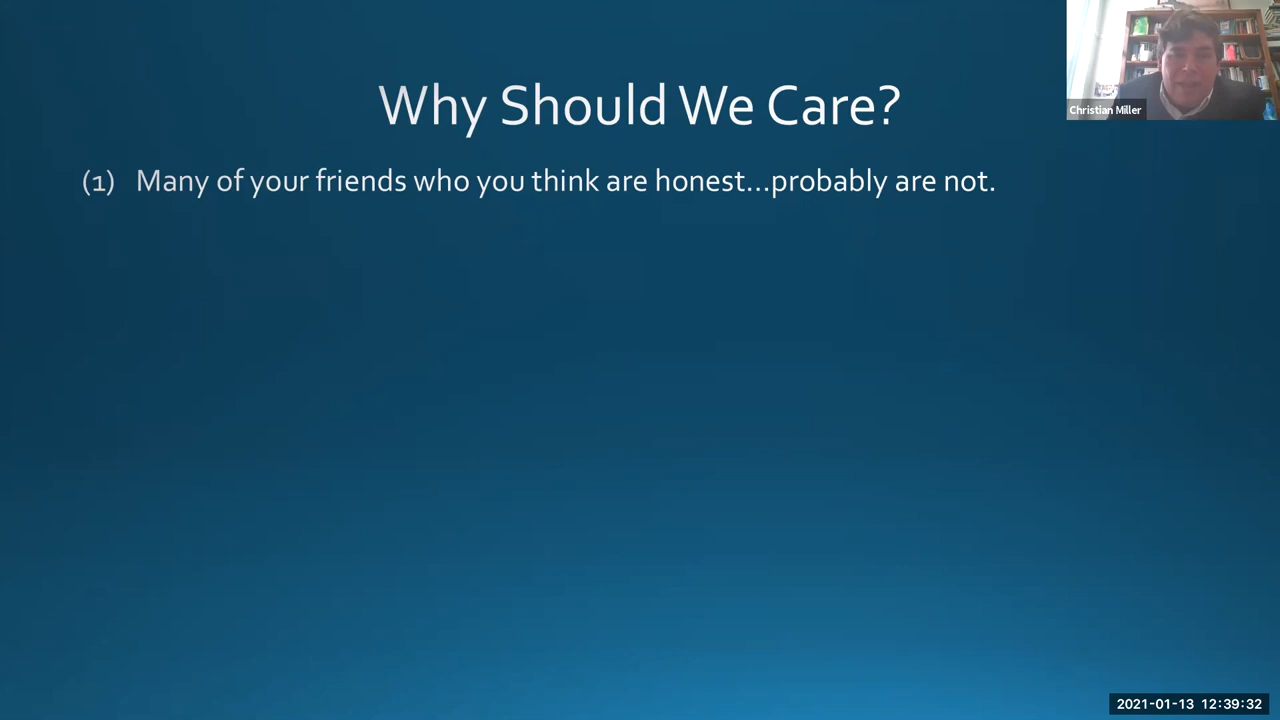 Why Should We Care?
Christian Miller
(1) Many of your friends who you think are honest...probably are not.
2021-01-13 12:39:32